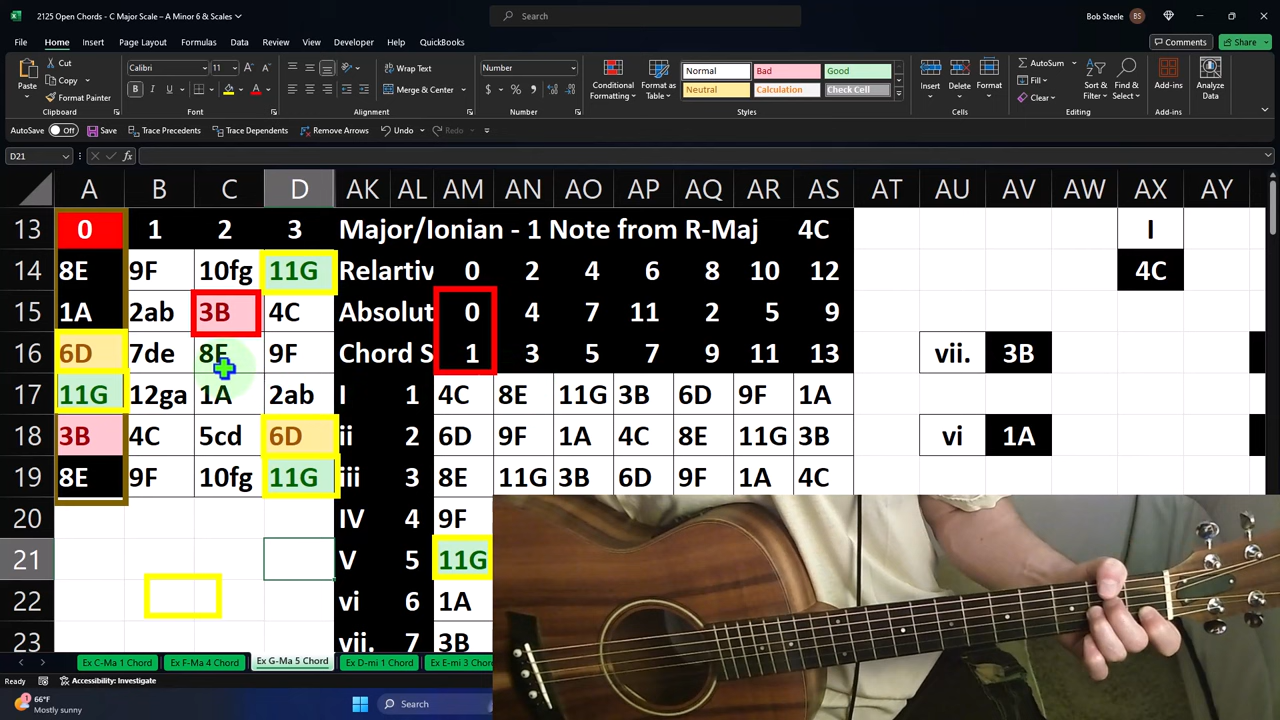 2125 Open Chords - C Major Scale – A Minor 6 & Scales
Search
Bob Steele
BS
File Home Insert Page Layout Formulas Data Review View Developer Help QuickBooks
Comments
Share
Paste
Cut
Copy
Format Painter
Clipboard
Calibri
11
B I U
Font
Wrap Text
Merge & Center
Alignment
Number
$ % 
Number
Conditional Formatting
Format as Table
Normal Bad Good
Neutral Calculation Check Cell
Styles
Insert Delete Format
Cells
AutoSum
Fill
Clear
Sort & Filter
Find & Select
Editing
Add-ins
Add-ins
Analyze Data
AutoSave Off Save Trace Precedents Trace Dependents Remove Arrows Undo Redo
D21 fx
A B C D AK AL AM AN AO AP AQ AR AS AT AU AV AW AX AY
13 0 1 2 3 Major/Ionian - 1 Note from R-Maj 4C I
14 8E 9F 10fg 11G Relartiv 0 2 4 6 8 10 12 4C
15 1A 2ab 3B 4C Absolut 0 4 7 11 2 5 9
16 6D 7de 8E 9F Chord S 1 3 5 7 9 11 13 vii. 3B
17 11G 12ga 1A 2ab I 1 4C 8E 11G 3B 6D 9F 1A
18 3B 4C 5cd 6D ii 2 6D 9F 1A 4C 8E 11G 3B vi 1A
19 8E 9F 10fg 11G iii 3 8E 11G 3B 6D 9F 1A 4C
20 IV 4 9F
21 V 5 11G
22 vi 6 1A
23 vii. 7 3B
Ex C-Ma 1 Chord Ex F-Ma 4 Chord Ex G-Ma 5 Chord Ex D-mi 1 Chord Ex E-mi 3 Chor
Ready Accessibility: Investigate
66°F
Mostly sunny
Search